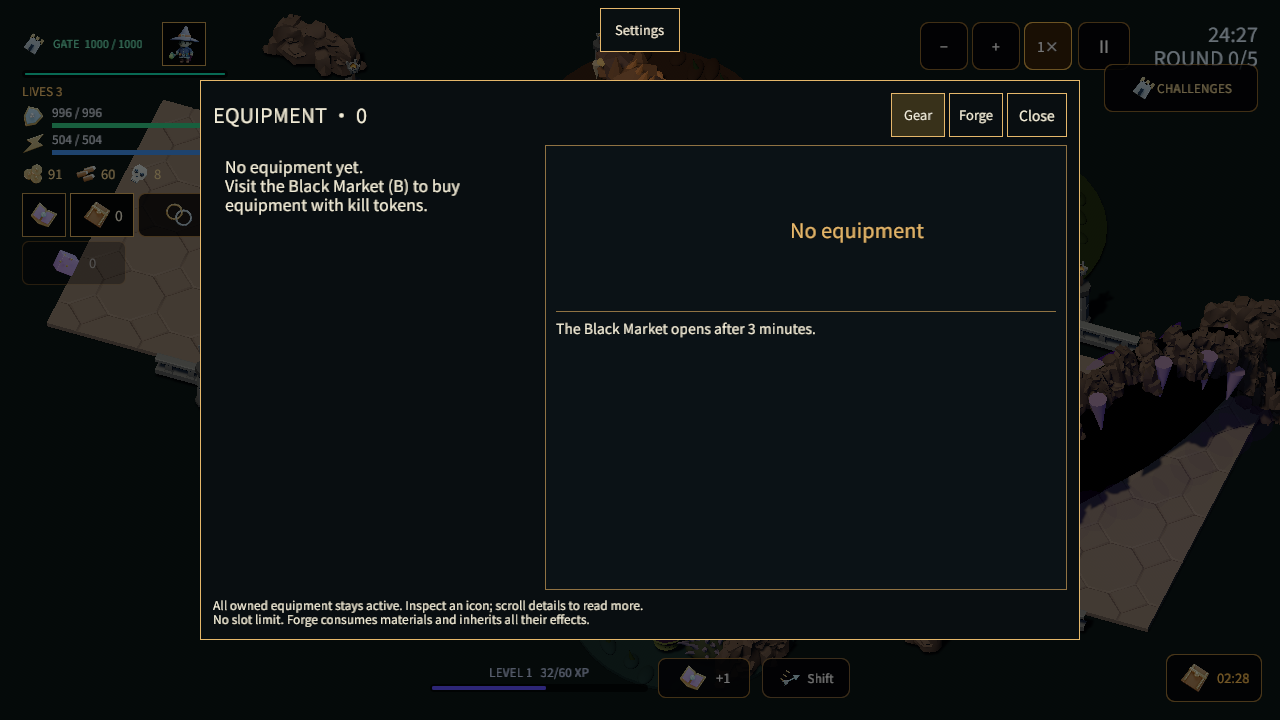 Settings
GATE 1000 / 1000
− + 1× II
24:27
ROUND 0/5
CHALLENGES
LIVES 3
996 / 996
504 / 504
91 60 8
0
0
EQUIPMENT • 0
Gear Forge Close
No equipment yet.
Visit the Black Market (B) to buy
equipment with kill tokens.
No equipment
The Black Market opens after 3 minutes.
All owned equipment stays active. Inspect an icon; scroll details to read more.
No slot limit. Forge consumes materials and inherits all their effects.
LEVEL 1 32/60 XP
+1
Shift
02:28